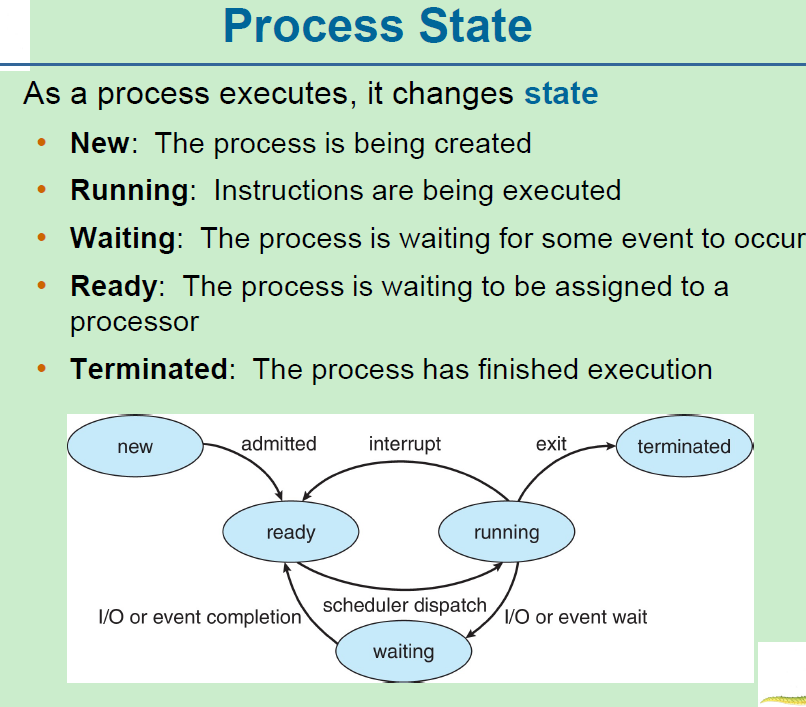 Process State
As a process executes, it changes state
• New: The process is being created
• Running: Instructions are being executed
• Waiting: The process is waiting for some event to occur
• Ready: The process is waiting to be assigned to a
processor
• Terminated: The process has finished execution
new
admitted
interrupt
exit
terminated
ready
running
I/O or event completion
scheduler dispatch
I/O or event wait
waiting